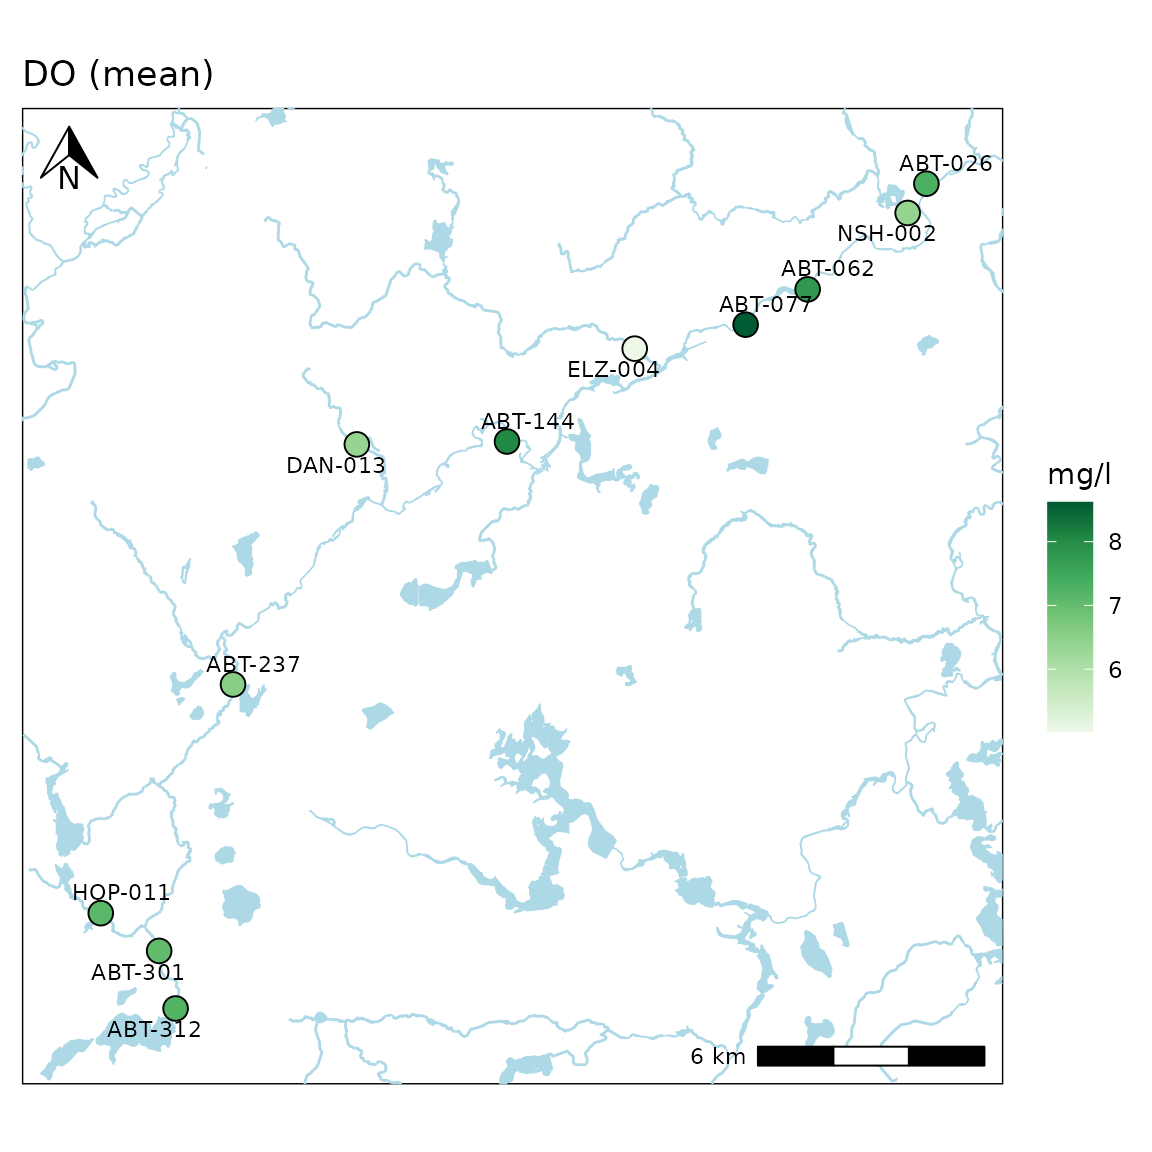 DO (mean)
N
ABT-026
NSH-002
ABT-062
ABT-077
ELZ-004
ABT-144
DAN-013
mg/l
8
7
6
ABT-237
HOP-011
ABT-301
ABT-312
6 km